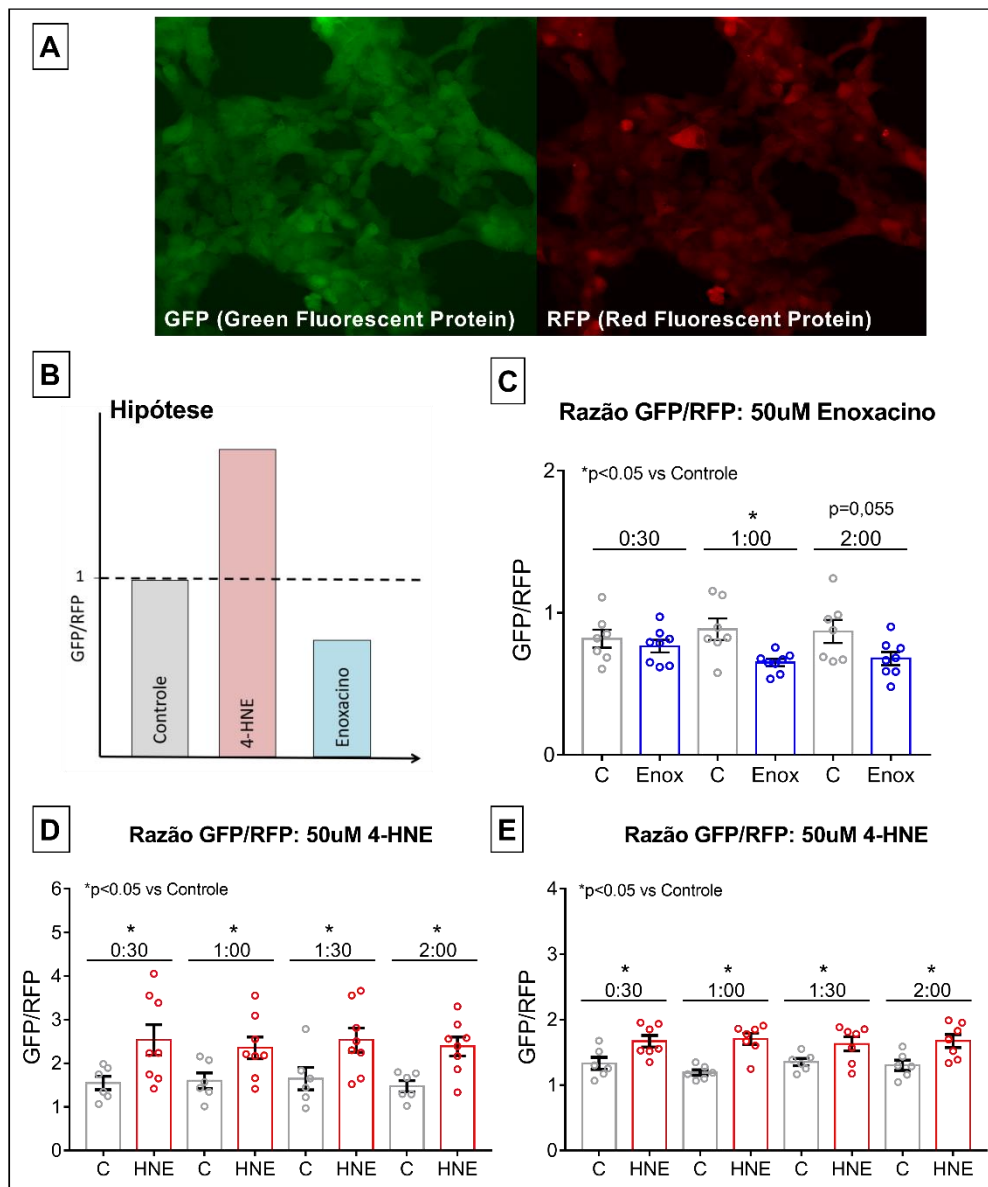 A
GFP (Green Fluorescent Protein)
RFP (Red Fluorescent Protein)
B
Hipótese
1
GFP/RFP
Controle
4-HNE
Enoxacino
C
Razão GFP/RFP: 50uM Enoxacino
*p<0.05 vs Controle
p=0,055
*
0:30 1:00 2:00
2
1
0
GFP/RFP
C Enox C Enox C Enox
D
Razão GFP/RFP: 50uM 4-HNE
*p<0.05 vs Controle
* * * *
0:30 1:00 1:30 2:00
6
5
4
3
2
1
0
GFP/RFP
C HNE C HNE C HNE C HNE
E
Razão GFP/RFP: 50uM 4-HNE
*p<0.05 vs Controle
* * * *
0:30 1:00 1:30 2:00
4
3
2
1
0
GFP/RFP
C HNE C HNE C HNE C HNE